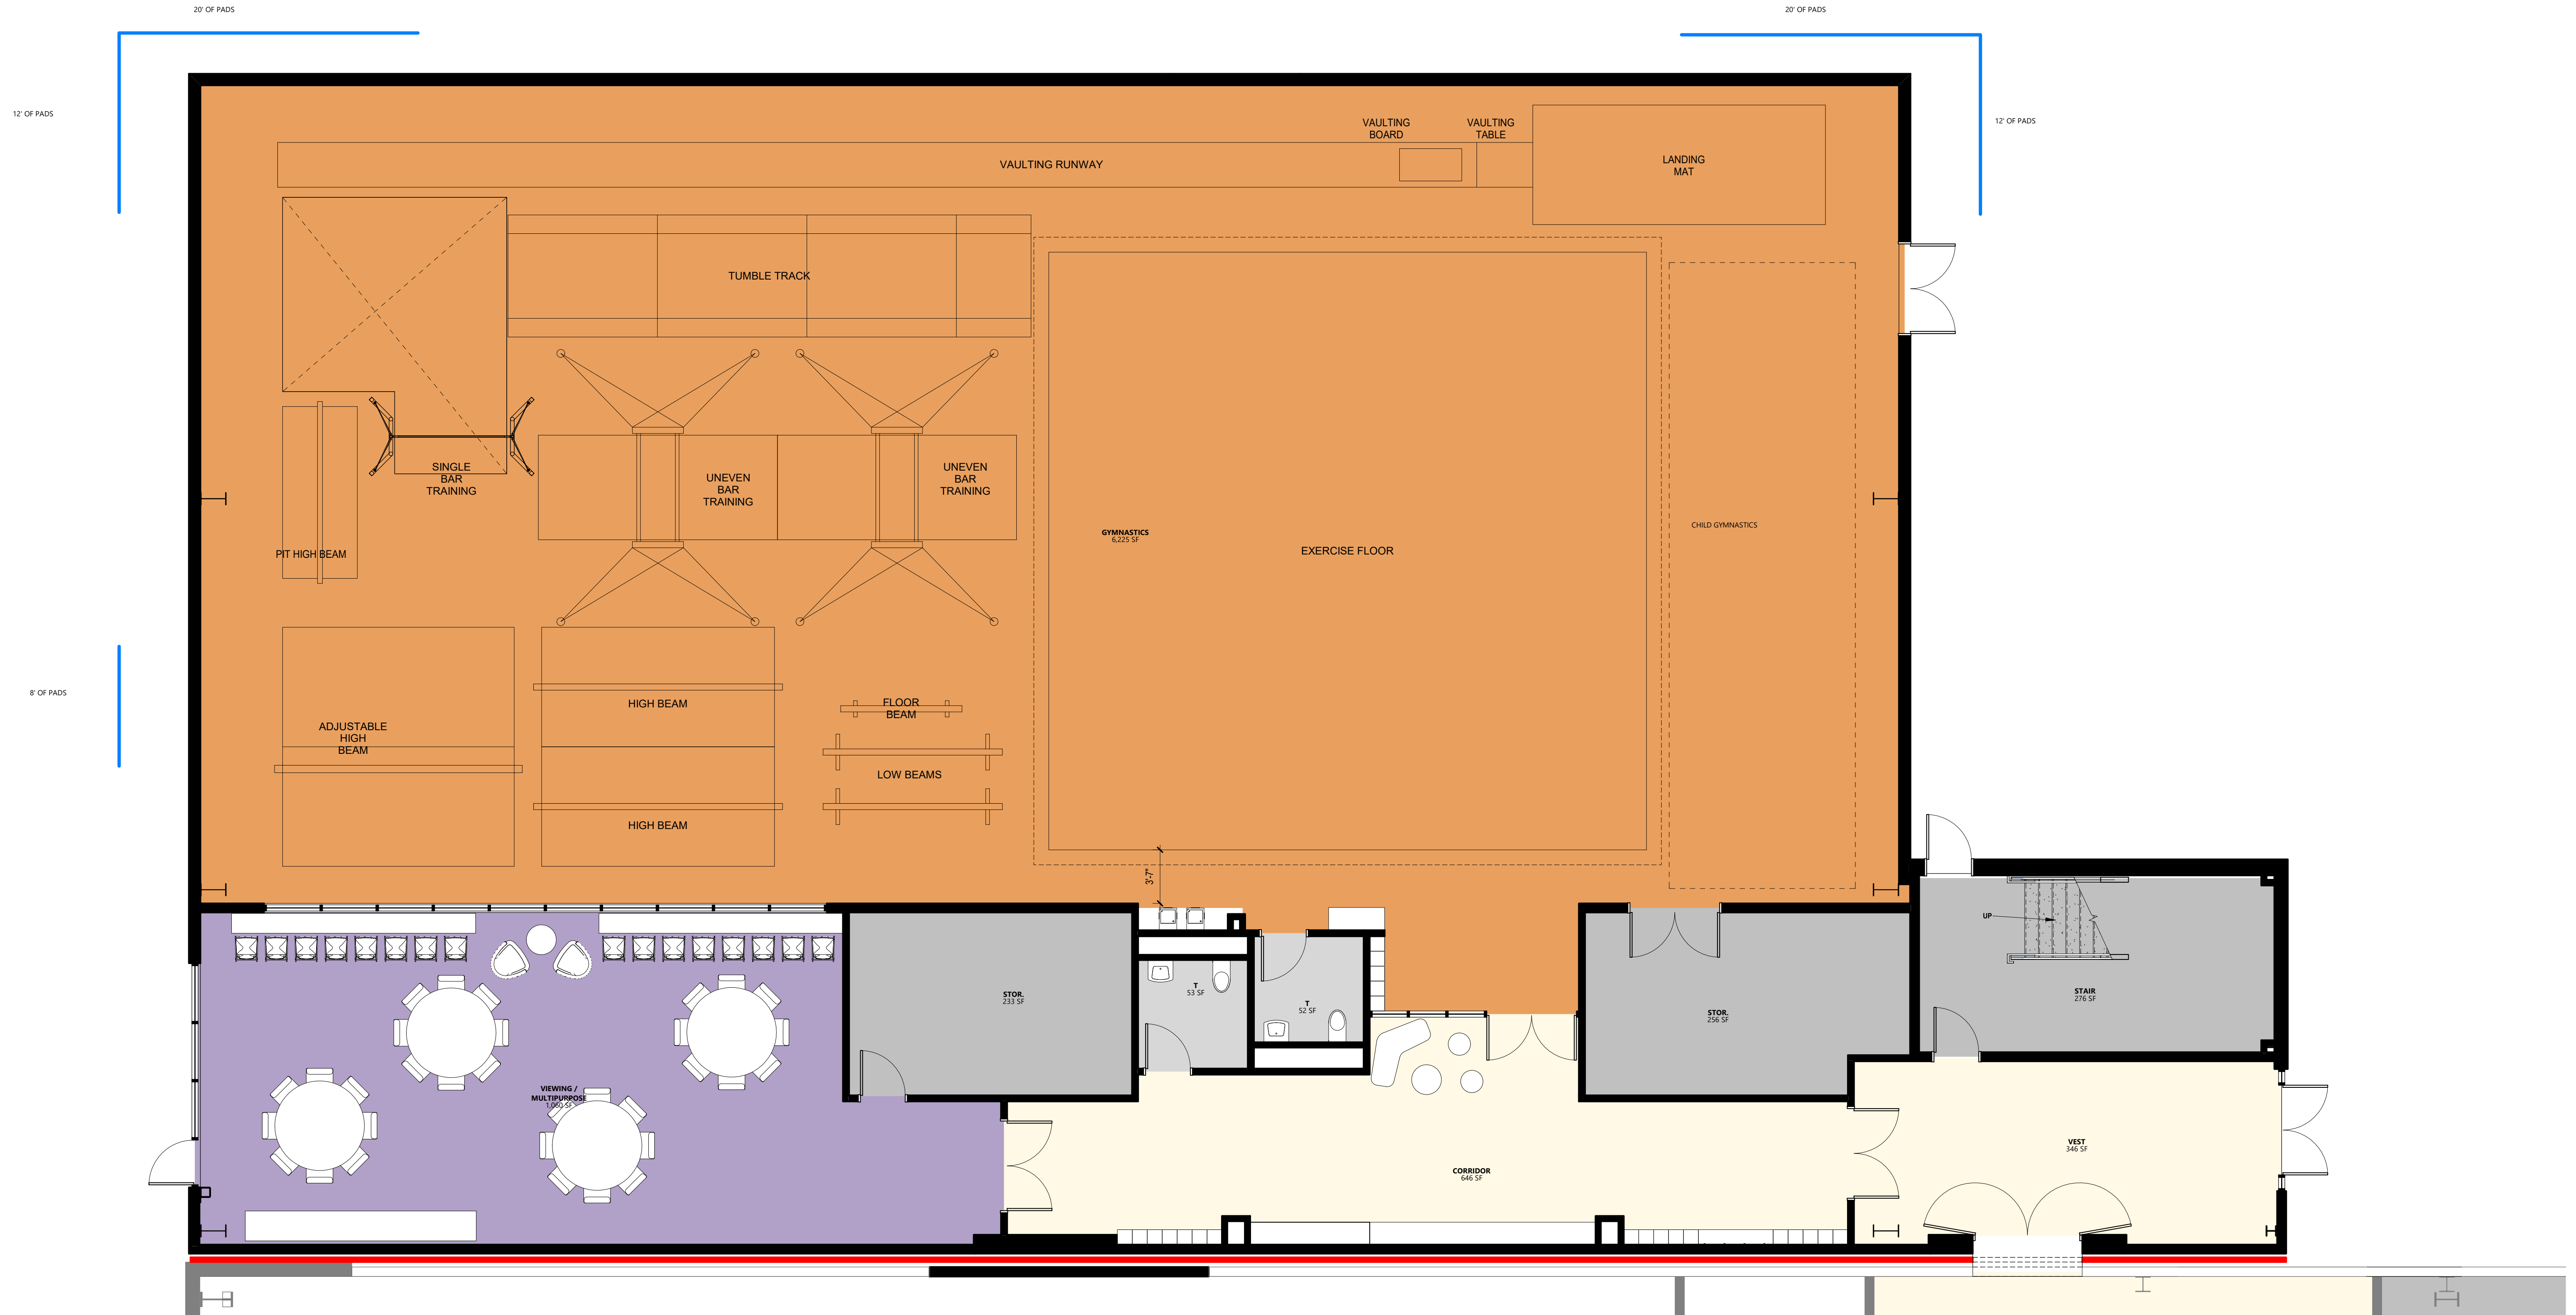 20' OF PADS
20' OF PADS
12' OF PADS
12' OF PADS
VAULTING
BOARD
VAULTING
TABLE
VAULTING RUNWAY
LANDING
MAT
TUMBLE TRACK
SINGLE
BAR
TRAINING
UNEVEN
BAR
TRAINING
UNEVEN
BAR
TRAINING
GYMNASTICS
6,225 SF
CHILD GYMNASTICS
EXERCISE FLOOR
PIT HIGH BEAM
8' OF PADS
HIGH BEAM
FLOOR
BEAM
ADJUSTABLE
HIGH
BEAM
LOW BEAMS
HIGH BEAM
3'-7"
UP
STOR.
233 SF
T
53 SF
T
52 SF
STOR.
256 SF
STAIR
276 SF
VIEWING /
MULTIPURPOSE
1,060 SF
CORRIDOR
646 SF
VEST
346 SF